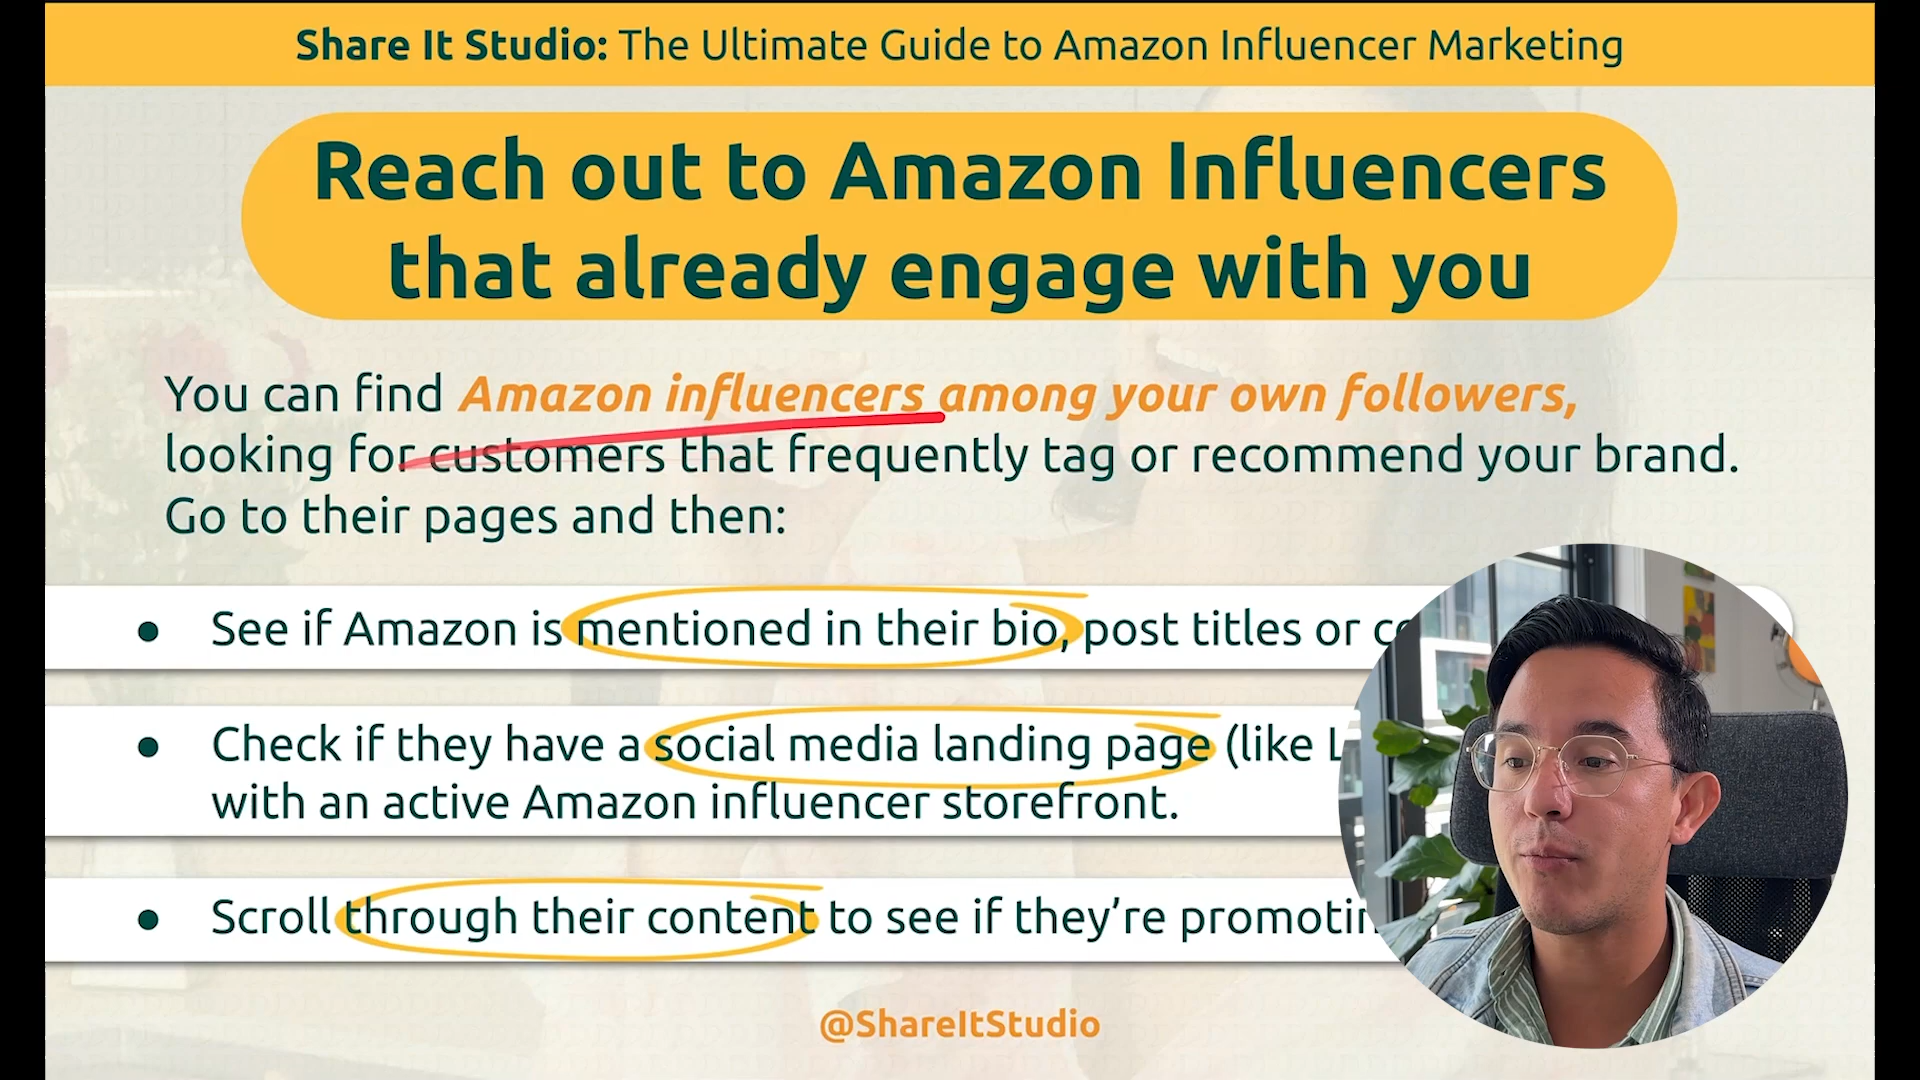 Share It Studio: The Ultimate Guide to Amazon Influencer Marketing
Reach out to Amazon Influencers
that already engage with you
You can find Amazon influencers among your own followers,
looking for customers that frequently tag or recommend your brand.
Go to their pages and then:
• See if Amazon is mentioned in their bio, post titles or
• Check if they have a social media landing page (like
with an active Amazon influencer storefront.
• Scroll through their content to see if they’re
@ShareItStudio